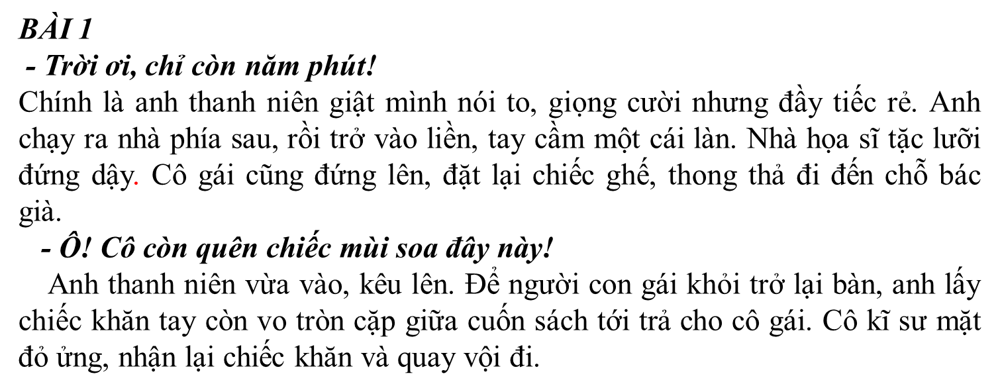 BÀI 1
- Trời ơi, chỉ còn năm phút!
Chính là anh thanh niên giật mình nói to, giọng cười nhưng đầy tiếc rẻ. Anh
chạy ra nhà phía sau, rồi trở vào liền, tay cầm một cái làn. Nhà họa sĩ tặc lưỡi
đứng dậy. Cô gái cũng đứng lên, đặt lại chiếc ghế, thong thả đi đến chỗ bác
già.
- Ô! Cô còn quên chiếc mùi soa đây này!
Anh thanh niên vừa vào, kêu lên. Để người con gái khỏi trở lại bàn, anh lấy
chiếc khăn tay còn vo tròn cặp giữa cuốn sách tới trả cho cô gái. Cô kĩ sư mặt
đỏ ửng, nhận lại chiếc khăn và quay vội đi.